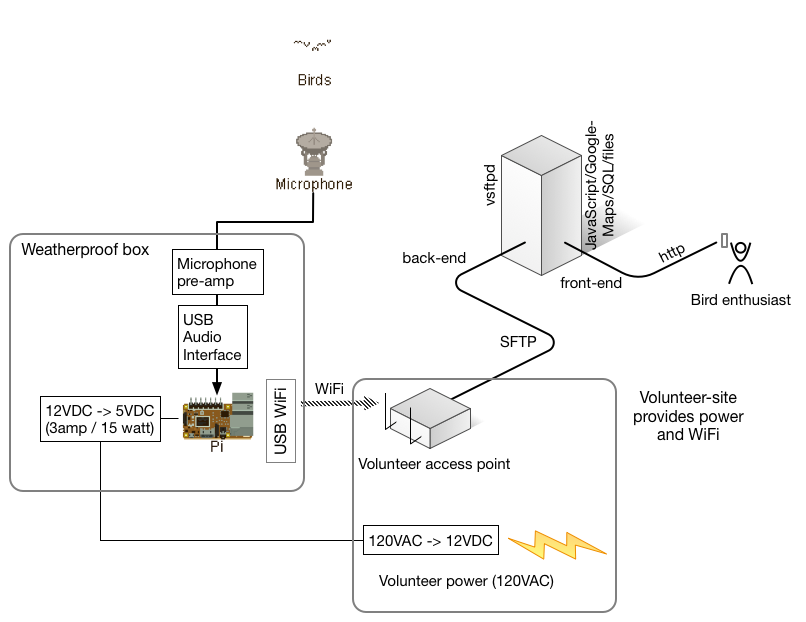 Birds
Microphone
Weatherproof box
Microphone
pre-amp
USB
Audio
Interface
12VDC -> 5VDC
(3amp / 15 watt)
Pi
USB WiFi
WiFi
vsftpd
JavaScript/Google-
Maps/SQL/files
back-end
front-end
http
Bird enthusiast
SFTP
Volunteer access point
Volunteer-site
provides power
and WiFi
120VAC -> 12VDC
Volunteer power (120VAC)